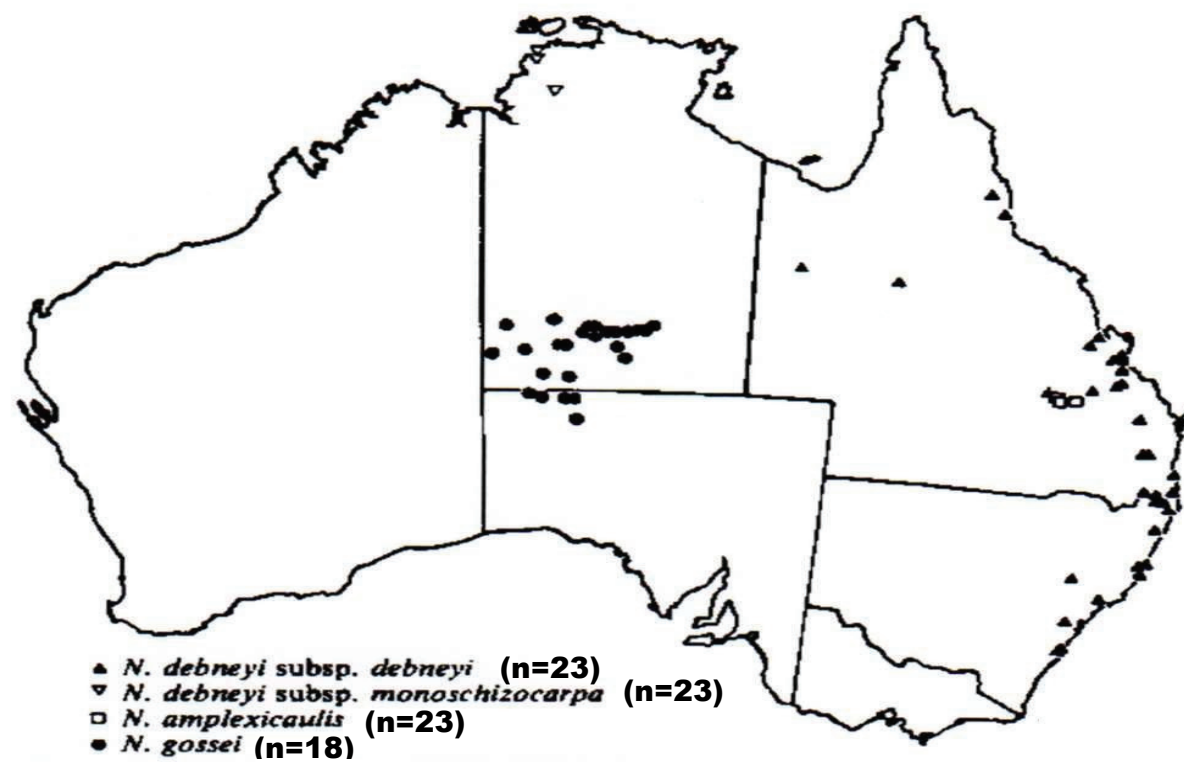 N. debneyi subsp. debneyi (n=23)
N. debneyi subsp. monoschizocarpa (n=23)
N. amplexicaulis (n=23)
N. gossei (n=18)